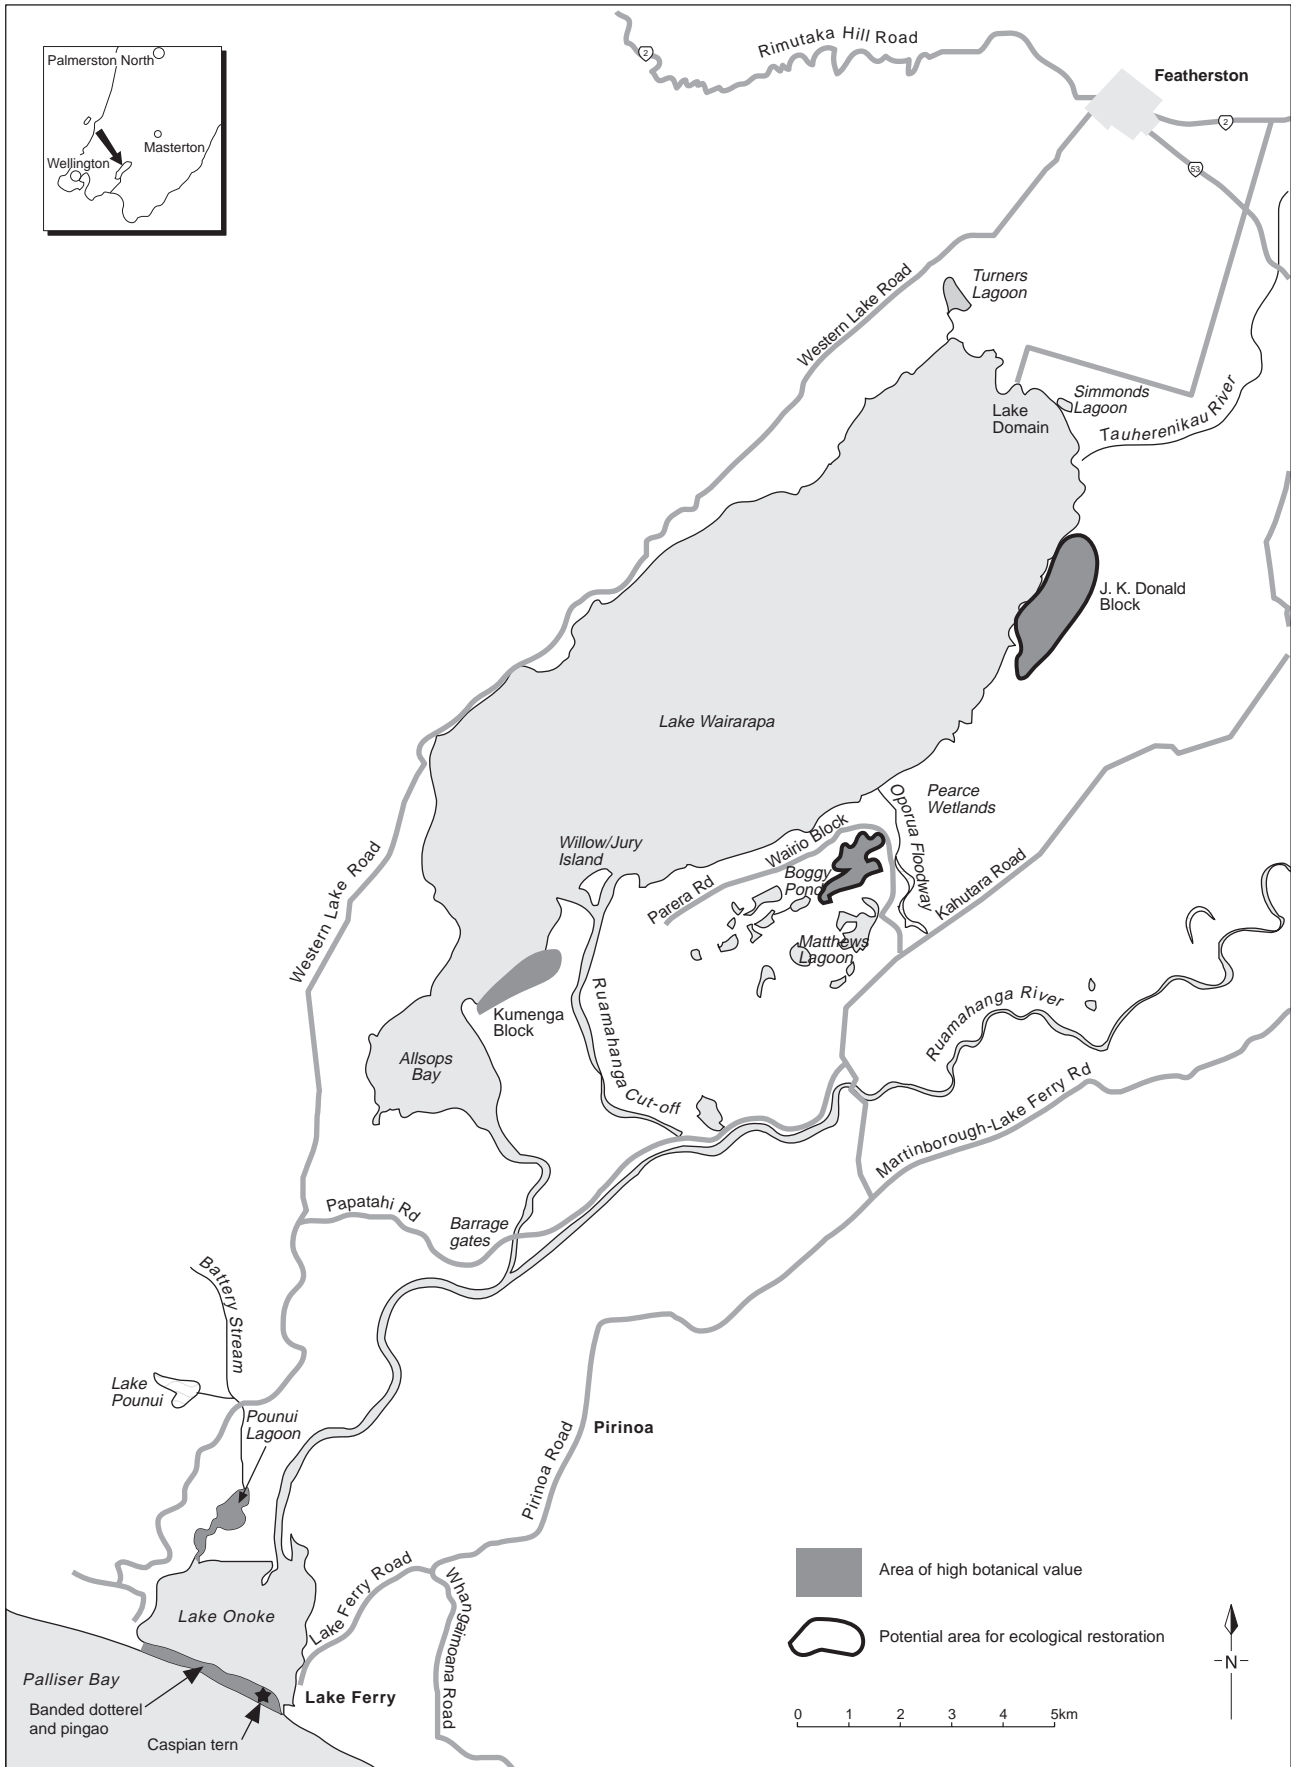 Palmerston North
Masterton
Wellington
2
Rimutaka Hill Road
Featherston
2
53
Turners
Lagoon
Western Lake Road
Simmonds
Lagoon
Lake
Domain
Tauherenikau River
J. K. Donald
Block
Lake Wairarapa
Pearce
Wetlands
Oporua Floodway
Willow/Jury
Island
Wairio Block
Boggy
Pond
Parera Rd
Kahutara Road
Matthews
Lagoon
Western Lake Road
Kumenga
Block
Ruamahanga Cut-off
Ruamahanga River
Allsops
Bay
Martinborough-Lake Ferry Rd
Papatahi Rd
Barrage
gates
Battery Stream
Lake
Pounui
Pounui
Lagoon
Pirinoa
Pirinoa Road
Lake Ferry Road
Whangaimoana Road
Lake Onoke
Palliser Bay
Banded dotterel
and pingao
Caspian tern
Lake Ferry
Area of high botanical value
Potential area for ecological restoration
N
0 1 2 3 4 5km